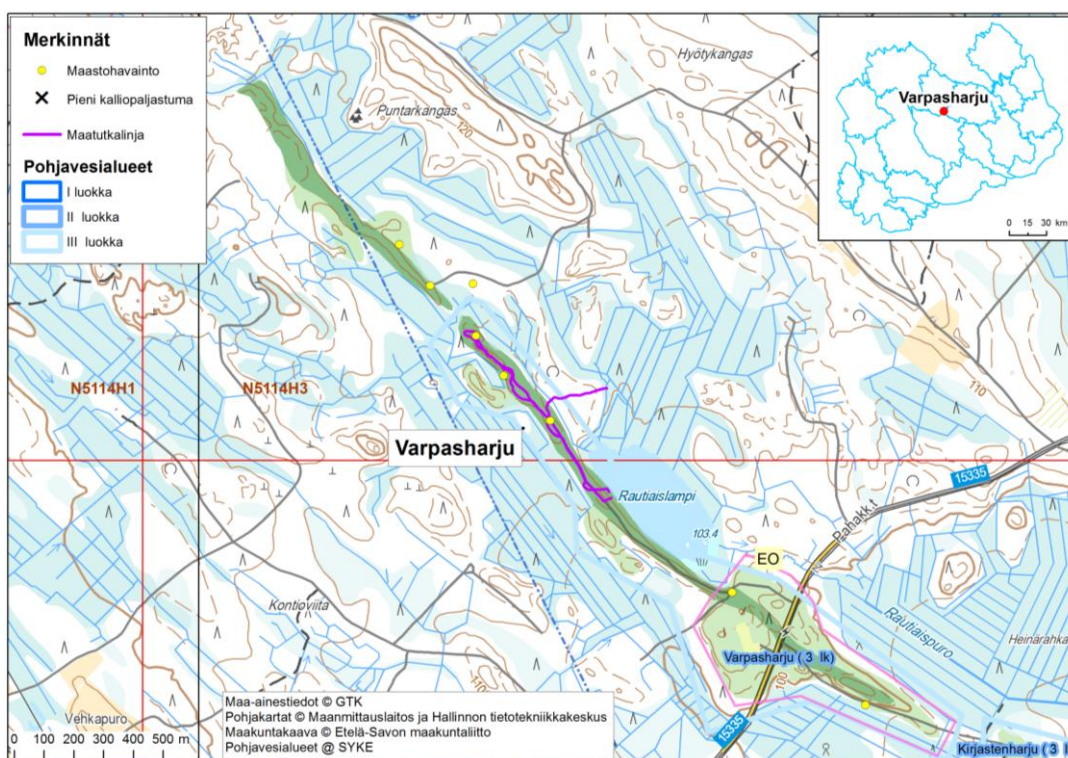 Merkinnät
Maastohavainto
Pieni kalliopaljastuma
Maatutkalinja
Pohjavesialueet
I luokka
II luokka
III luokka
Hyötykangas
Puntarkangas
120
Varpasharju
0 15 30 km
N5114H1
N5114H3
110
Varpasharju
15335
Rautiaislampi
Pahakk.t
103.4
EO
Kontioviita
Rautiaispuro
Heinärahka
Varpasharju ( 3 lk)
100
110
Vehkapuro
15335
0 100 200 300 400 500 m
Maa-ainestiedot © GTK
Pohjakartat © Maanmittauslaitos ja Hallinnon tietotekniikkakeskus
Maakuntakaava © Etelä-Savon maakuntaliitto
Pohjavesialueet @ SYKE
Kirjastenharju ( 3 l